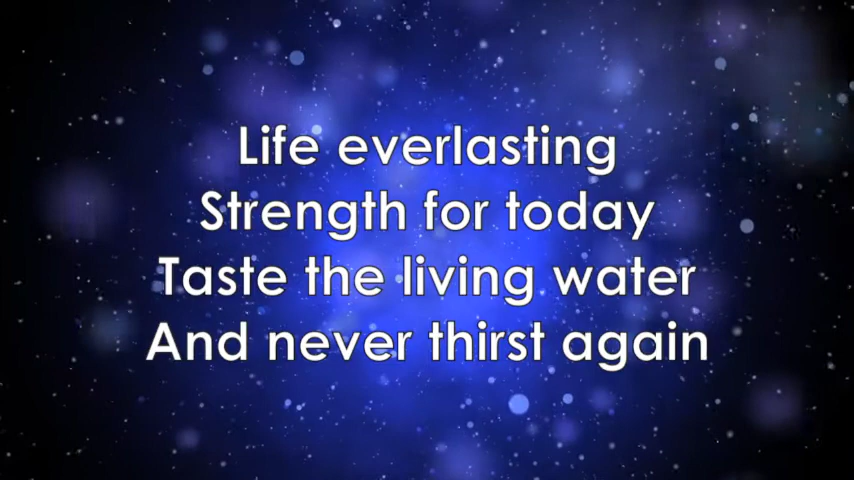 Life everlasting
Strength for today
Taste the living water
And never thirst again